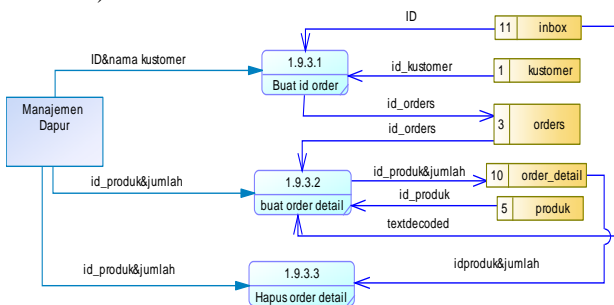 ID
11 inbox
ID&nama kustomer
1.9.3.1
Buat id order
id_kustomer
1 kustomer
Manajemen
Dapur
id_orders
3 orders
id_orders
1.9.3.2
buat order detail
id_produk&jumlah
10 order_detail
id_produk&jumlah
id_produk
5 produk
textdecoded
id_produk&jumlah
1.9.3.3
Hapus order detail
idproduk&jumlah